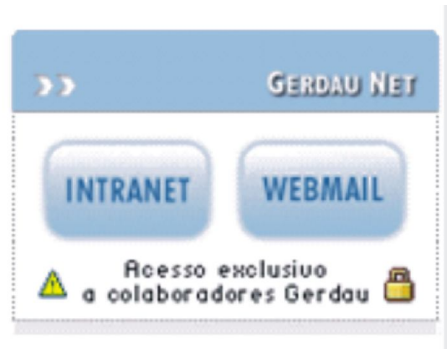 GERDAU NET
INTRANET
WEBMAIL
Acesso exclusivo
a colaboradores Gerdau